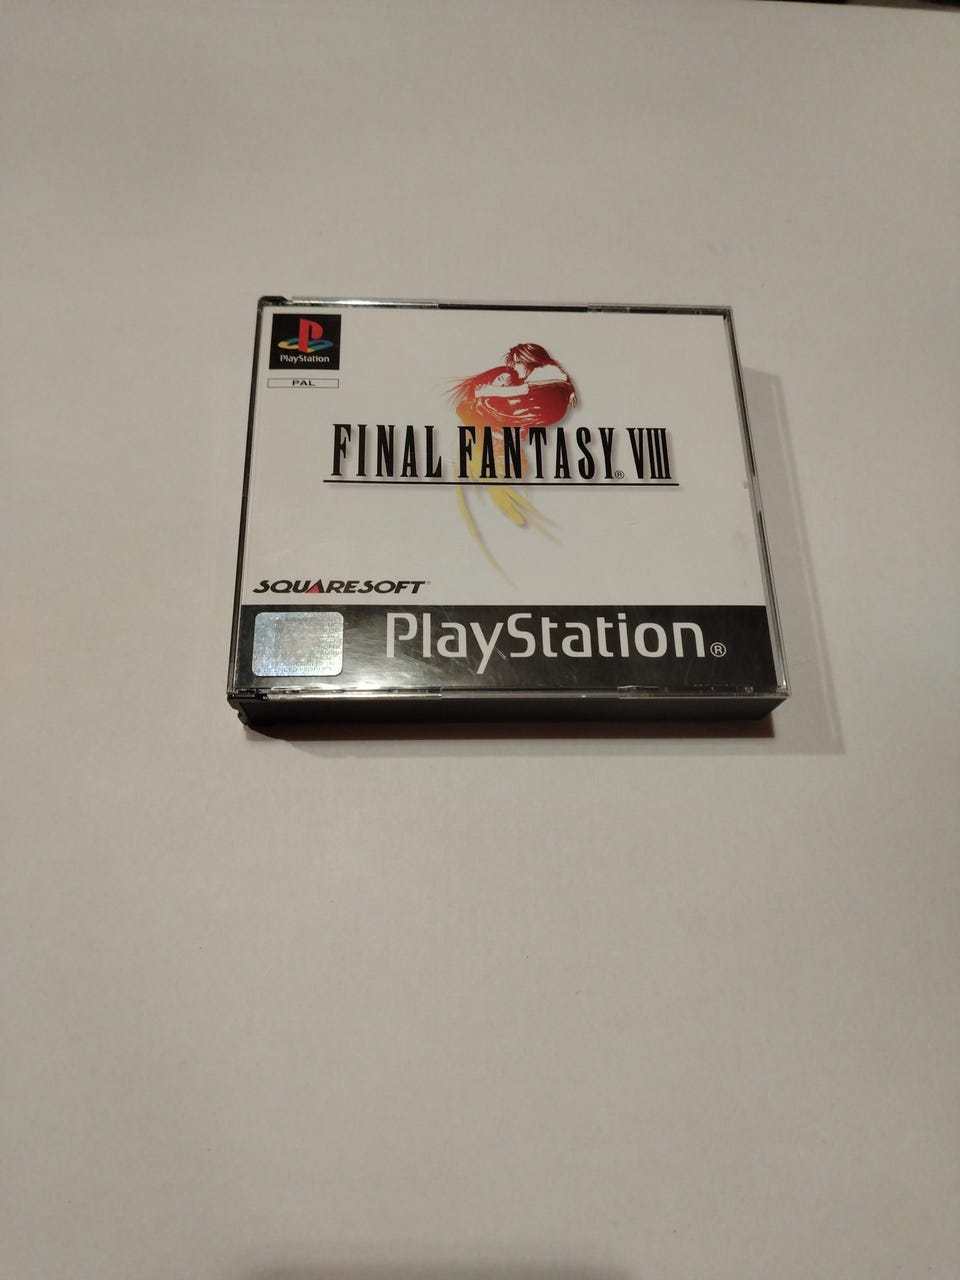 PlayStation
PAL
FINAL FANTASY® VIII
SQUARESOFT®
PlayStation®